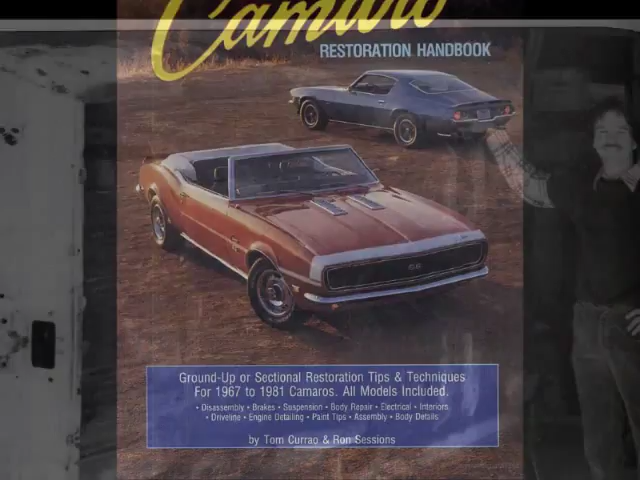 Camaro
RESTORATION HANDBOOK
SS
Ground-Up or Sectional Restoration Tips & Techniques
For 1967 to 1981 Camaros. All Models Included.
• Disassembly • Brakes • Suspension • Body Repair • Electrical • Interiors
• Driveline • Engine Detailing • Paint Tips • Assembly • Body Details
by Tom Currao & Ron Sessions